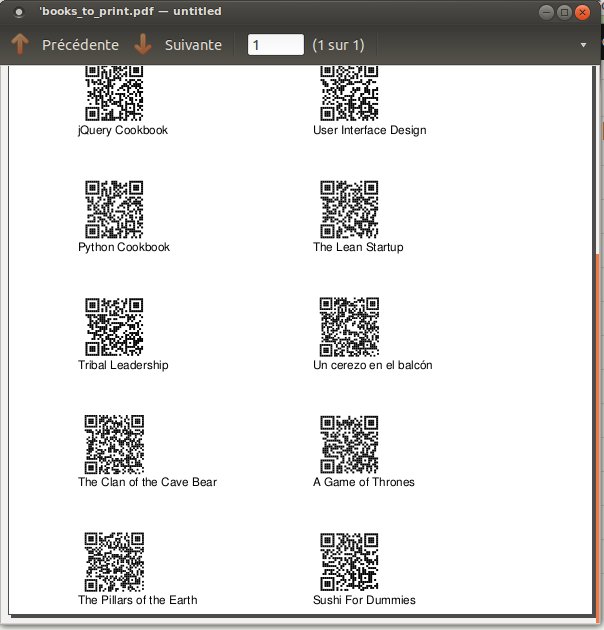 'books_to_print.pdf — untitled
Précédente Suivante 1 (1 sur 1)
jQuery Cookbook User Interface Design
Python Cookbook The Lean Startup
Tribal Leadership Un cerezo en el balcón
The Clan of the Cave Bear A Game of Thrones
The Pillars of the Earth Sushi For Dummies